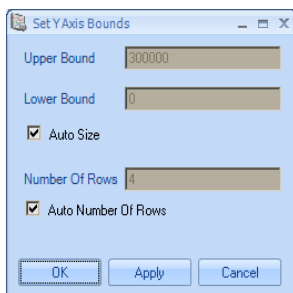 Set Y Axis Bounds
Upper Bound 300000
Lower Bound 0
Auto Size
Number Of Rows 4
Auto Number Of Rows
OK Apply Cancel